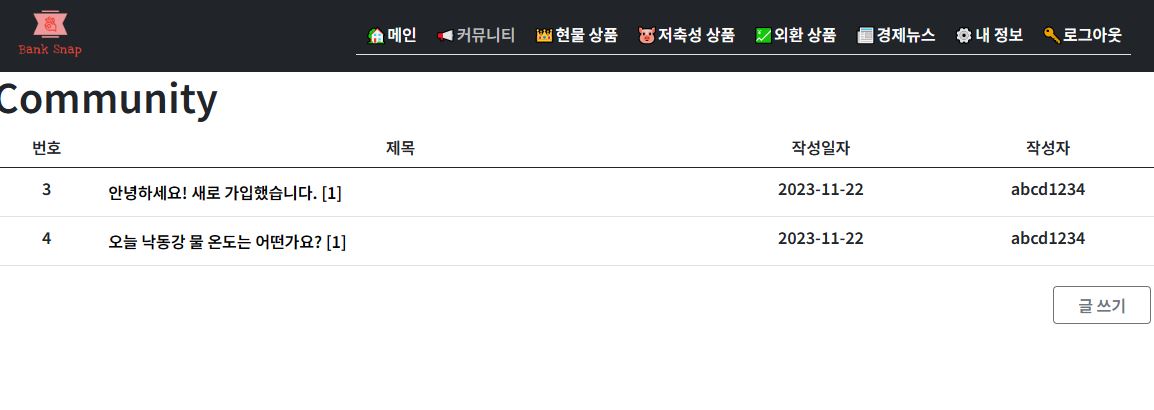 Bank Snap
메인 커뮤니티 현물 상품 저축성 상품 외환 상품 경제뉴스 내 정보 로그아웃
Community
번호 제목 작성일자 작성자
3 안녕하세요! 새로 가입했습니다. [1] 2023-11-22 abcd1234
4 오늘 낙동강 물 온도는 어떤가요? [1] 2023-11-22 abcd1234
글 쓰기